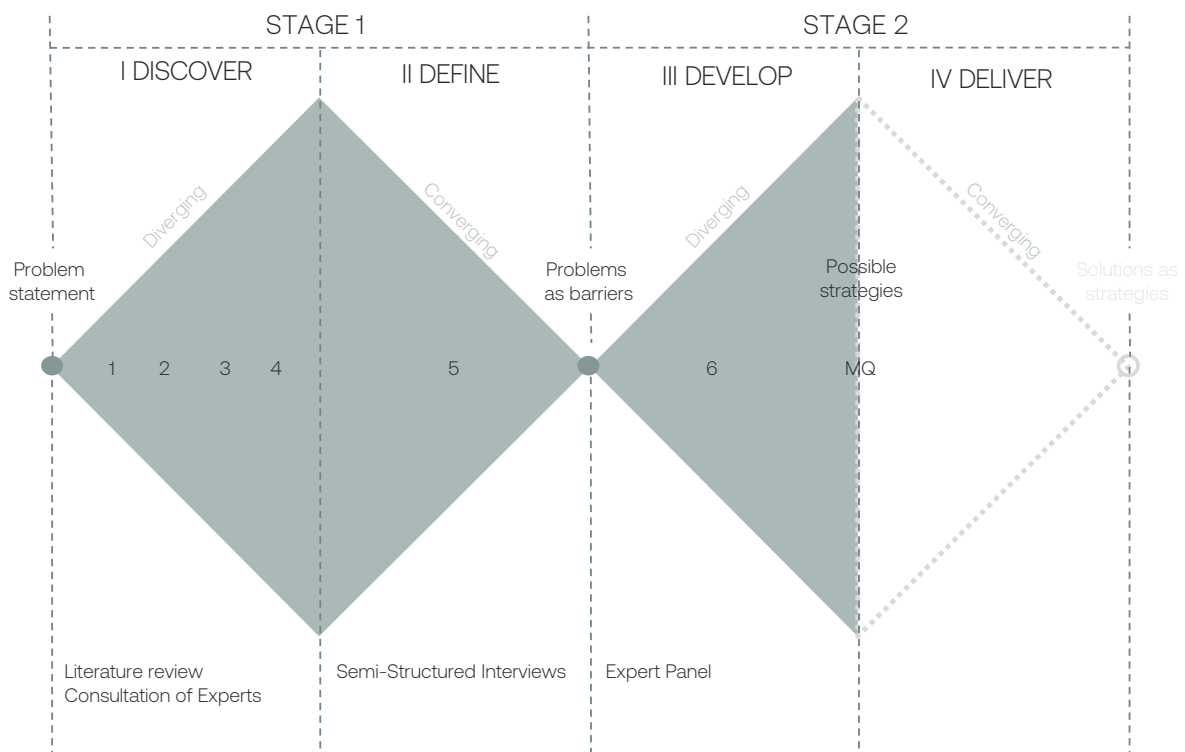 STAGE 1
STAGE 2
I DISCOVER
II DEFINE
III DEVELOP
IV DELIVER
Diverging
Converging
Diverging
Converging
Problem
statement
Problems
as barriers
Possible
strategies
Solutions as
strategies
1 2 3 4 5 6 MQ
Literature review
Consultation of Experts
Semi-Structured Interviews
Expert Panel